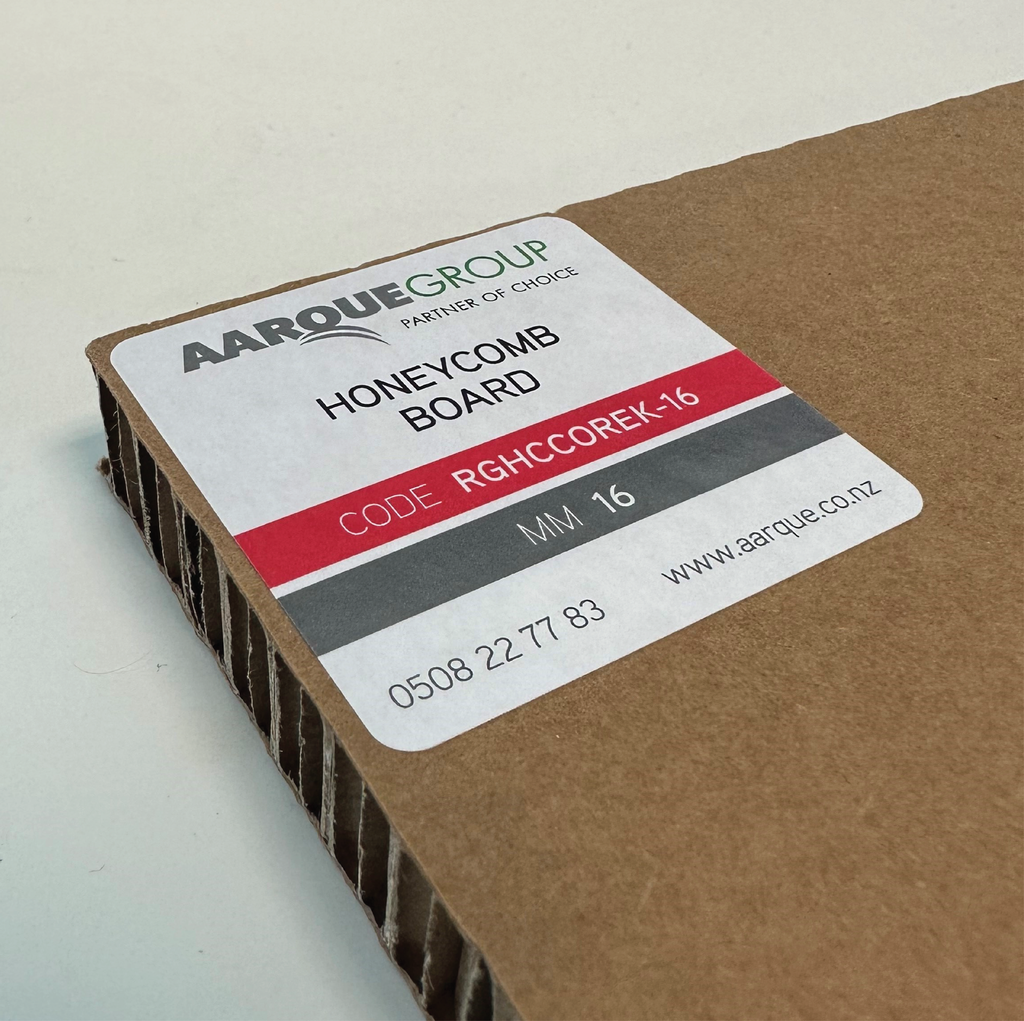 AARQUEGROUP
PARTNER OF CHOICE
HONEYCOMB
BOARD
CODE RGHCCOREK-16
MM 16
0508 22 77 83 www.aarque.co.nz